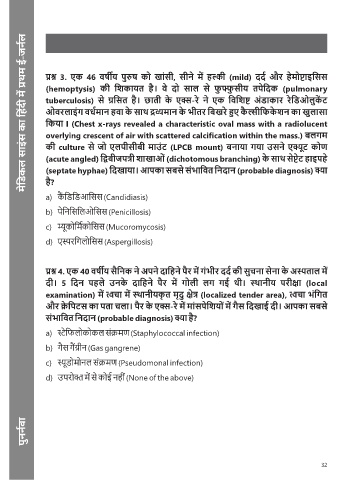 मेडिकल साइंस का हिंदी में प्रथम ई-जर्नल
प्रश्न 3. एक 46 वर्षीय पुरुष को खांसी, सीने में हल्की (mild) दर्द और हेमोप्टाइसिस
(hemoptysis) की शिकायत है। वे दो साल से फुफ्फुसीय तपेदिक (pulmonary
tuberculosis) से ग्रसित है। छाती के एक्स-रे ने एक विशिष्ट अंडाकार रेडिओलुकेंट
ओवरलाइंग वर्धमान हवा के साथ द्रव्यमान के भीतर बिखरे हुए कैल्सीफिकेशन का खुलासा
किया। (Chest x-rays revealed a characteristic oval mass with a radiolucent
overlying crescent of air with scattered calcification within the mass.) बलगम
की culture से जो एलपीसीबी माउंट (LPCB mount) बनाया गया उसने एक्यूट कोण
(acute angled) द्विवीजपत्री शाखाओं (dichotomous branching) के साथ सेप्टेट हाइपहे
(septate hyphae) दिखाया। आपका सबसे संभावित निदान (probable diagnosis) क्या
है?
a) कैंडिडिआसिस (Candidiasis)
b) पेनिसिलिओसिस (Penicillosis)
c) म्यूकोर्मिकोसिस (Mucoromycosis)
d) एस्परगिलोसिस (Aspergillosis)
प्रश्न 4. एक 40 वर्षीय सैनिक ने अपने दाहिने पैर में गंभीर दर्द की सुचना सेना के अस्पताल में
दी। 5 दिन पहले उनके दाहिने पैर में गोली लग गई थी। स्थानीय परीक्षा (local
examination) में त्वचा में स्थानीयकृत मृदु क्षेत्र (localized tender area), त्वचा भंगित
और क्रेपिटस का पता चला। पैर के एक्स-रे में मांसपेशियों में गैस दिखाई दी। आपका सबसे
संभावित निदान (probable diagnosis) क्या है?
a) स्टेफिलोकोकल संक्रमण (Staphylococcal infection)
b) गैस गैंग्रीन (Gas gangrene)
c) स्यूडोमोनल संक्रमण (Pseudomonal infection)
d) उपरोक्त में से कोई नहीं (None of the above)
पुनर्नवा
32